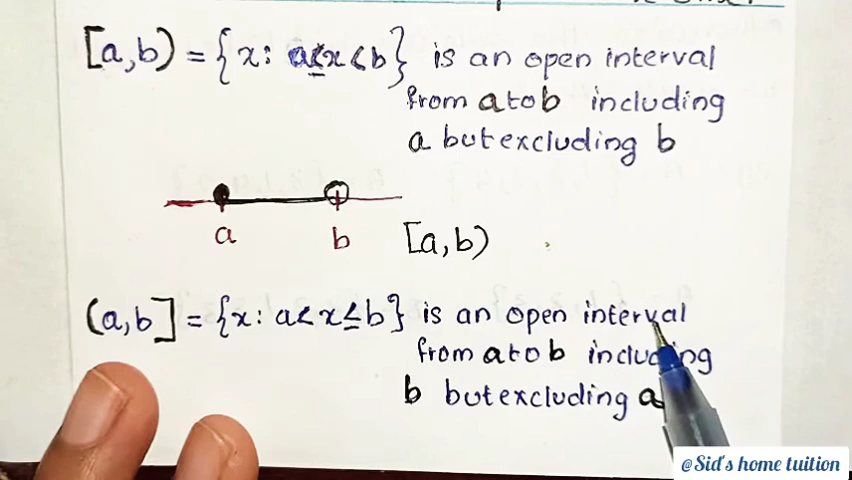 [a,b) = {x: a≤x<b} is an open interval
from a to b including
a but excluding b
a b [a,b)
(a,b] = {x: a<x≤b} is an open interval
from a to b including
b but excluding a
@Sid's home tuition